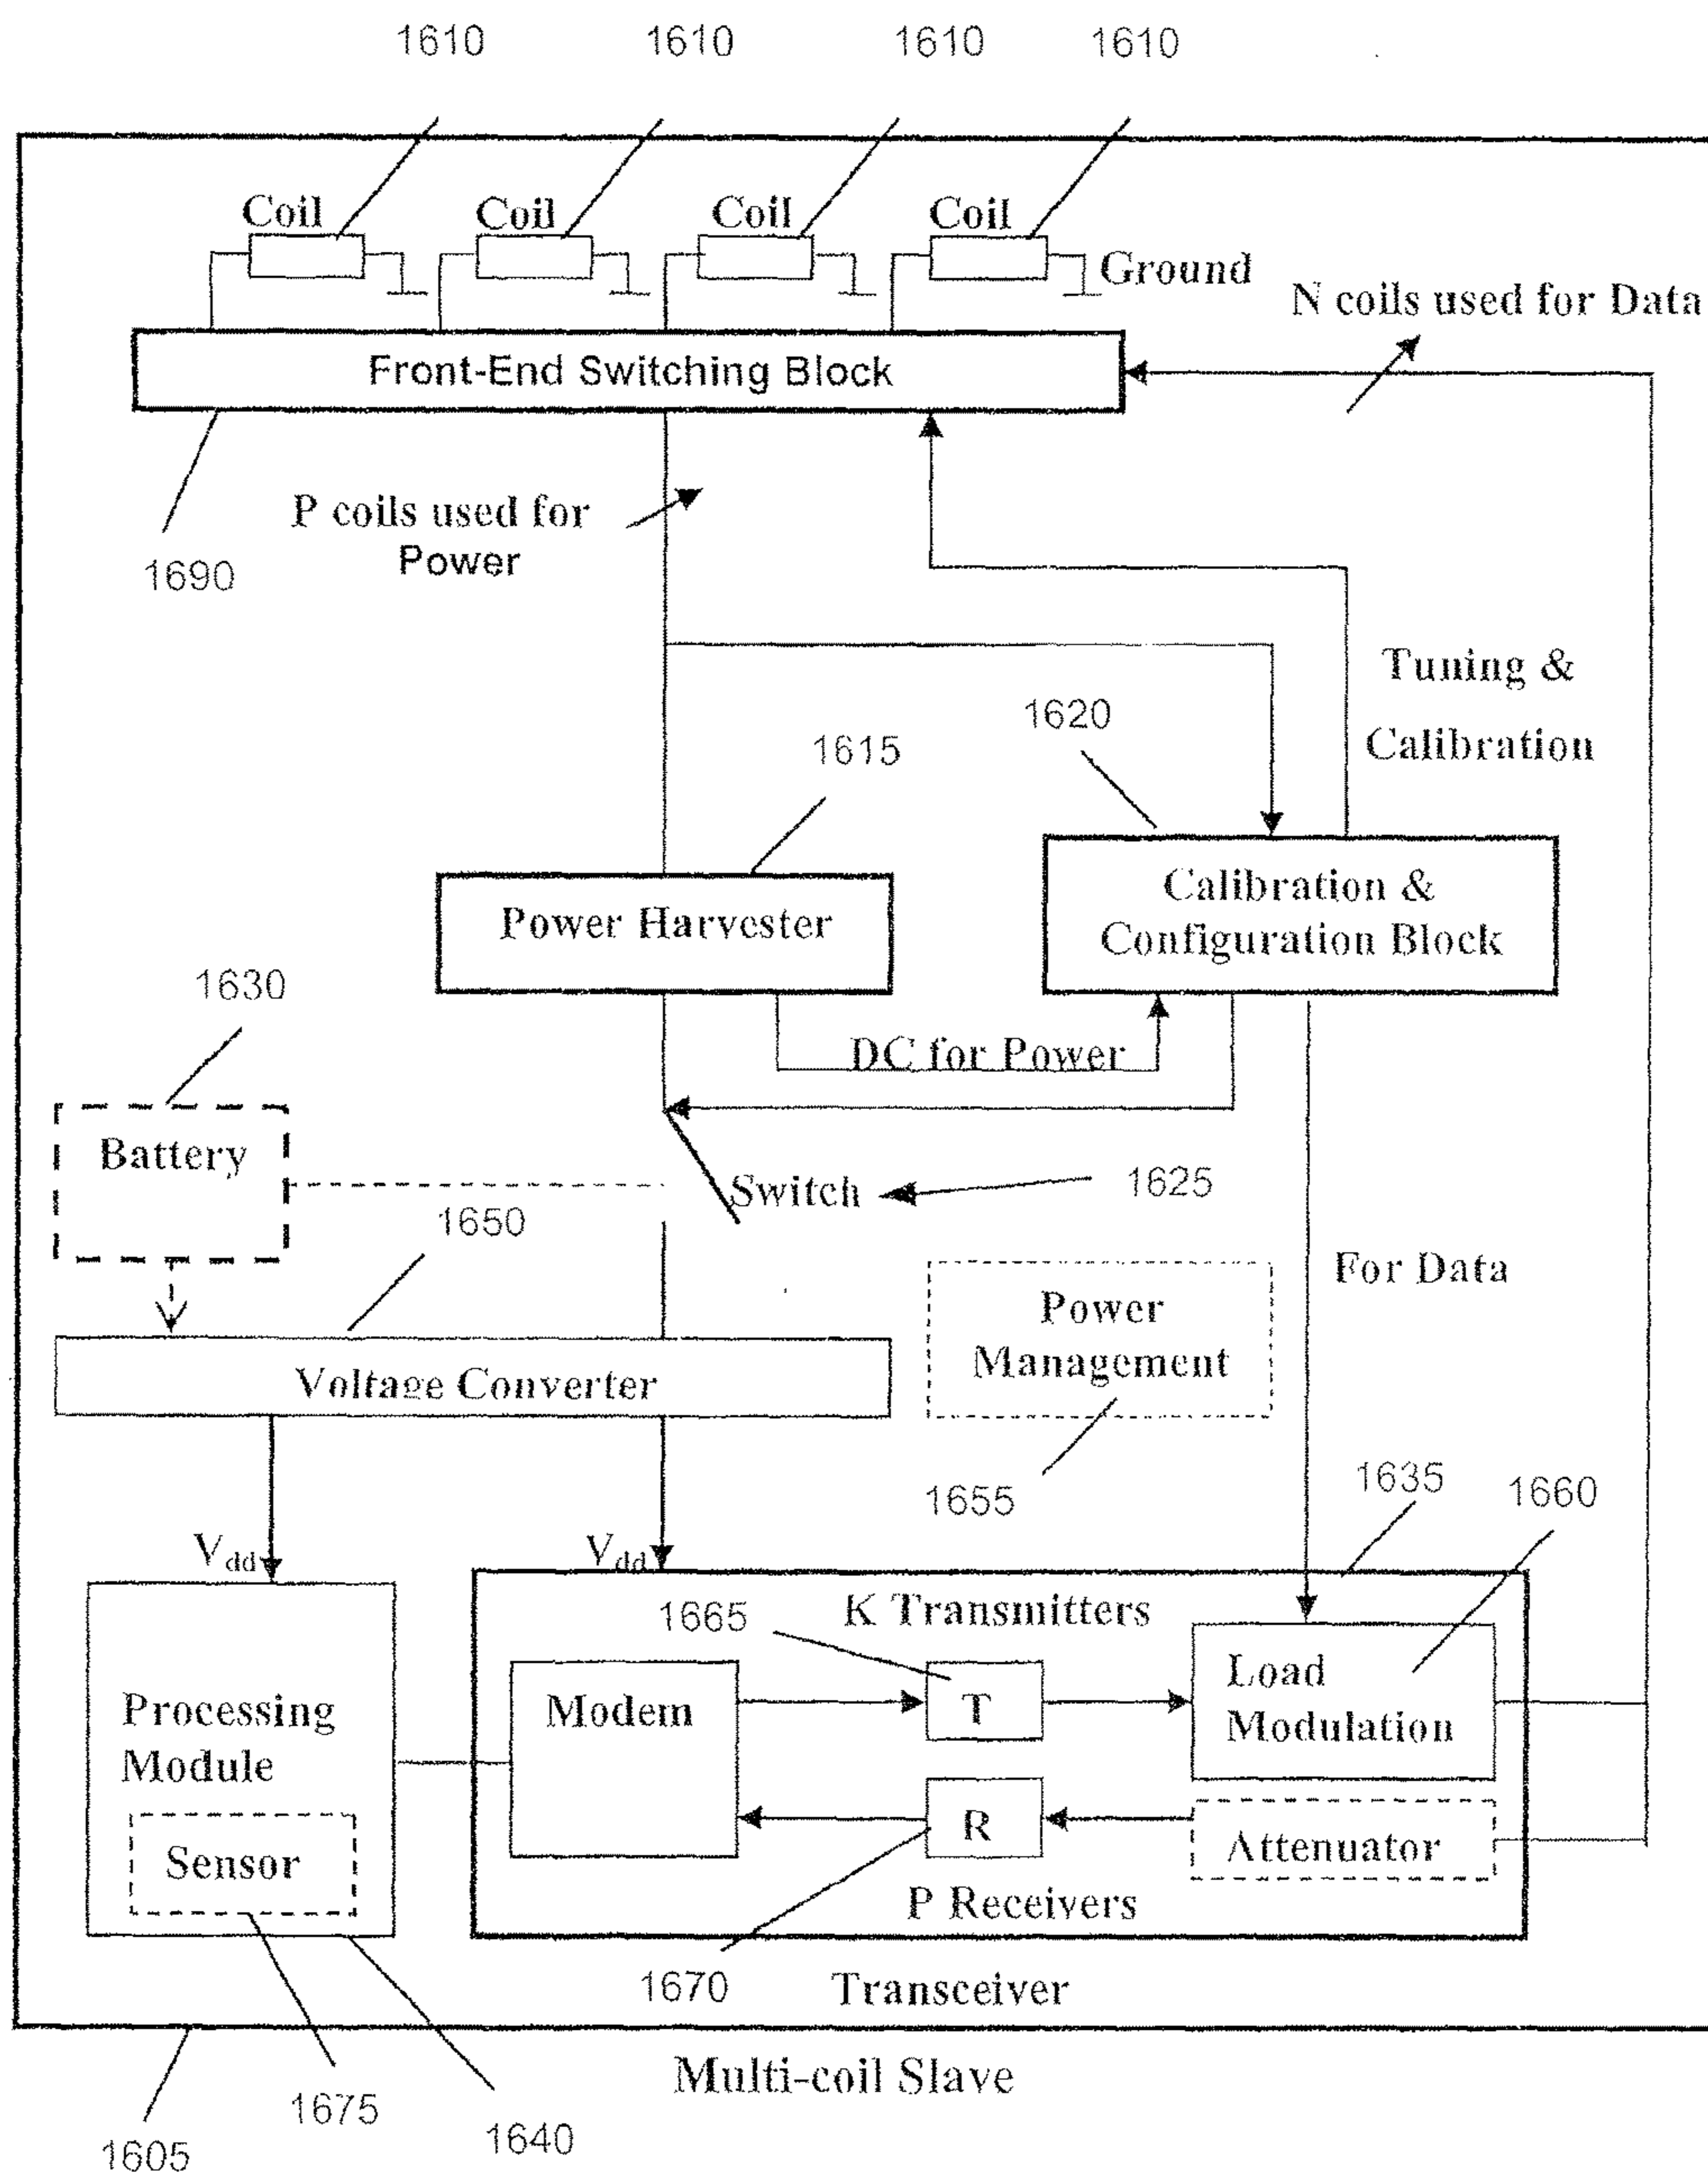 1610 1610 1610 1610
Coil Coil Coil Coil
Ground
N coils used for Data
Front-End Switching Block
P coils used for
Power
1690
Tuning &
Calibration
1620
1615
Calibration &
Configuration Block
Power Harvester
1630
DC for Power
Battery
Switch
1625
1650
For Data
Power
Management
Voltage Converter
1655
1635
1660
Vdd
Vdd
K Transmitters
1665
Load
Modulation
T
Modem
Processing
Module
R
Attenuator
Sensor
P Receivers
1670
Transceiver
Multi-coil Slave
1675
1640
1605